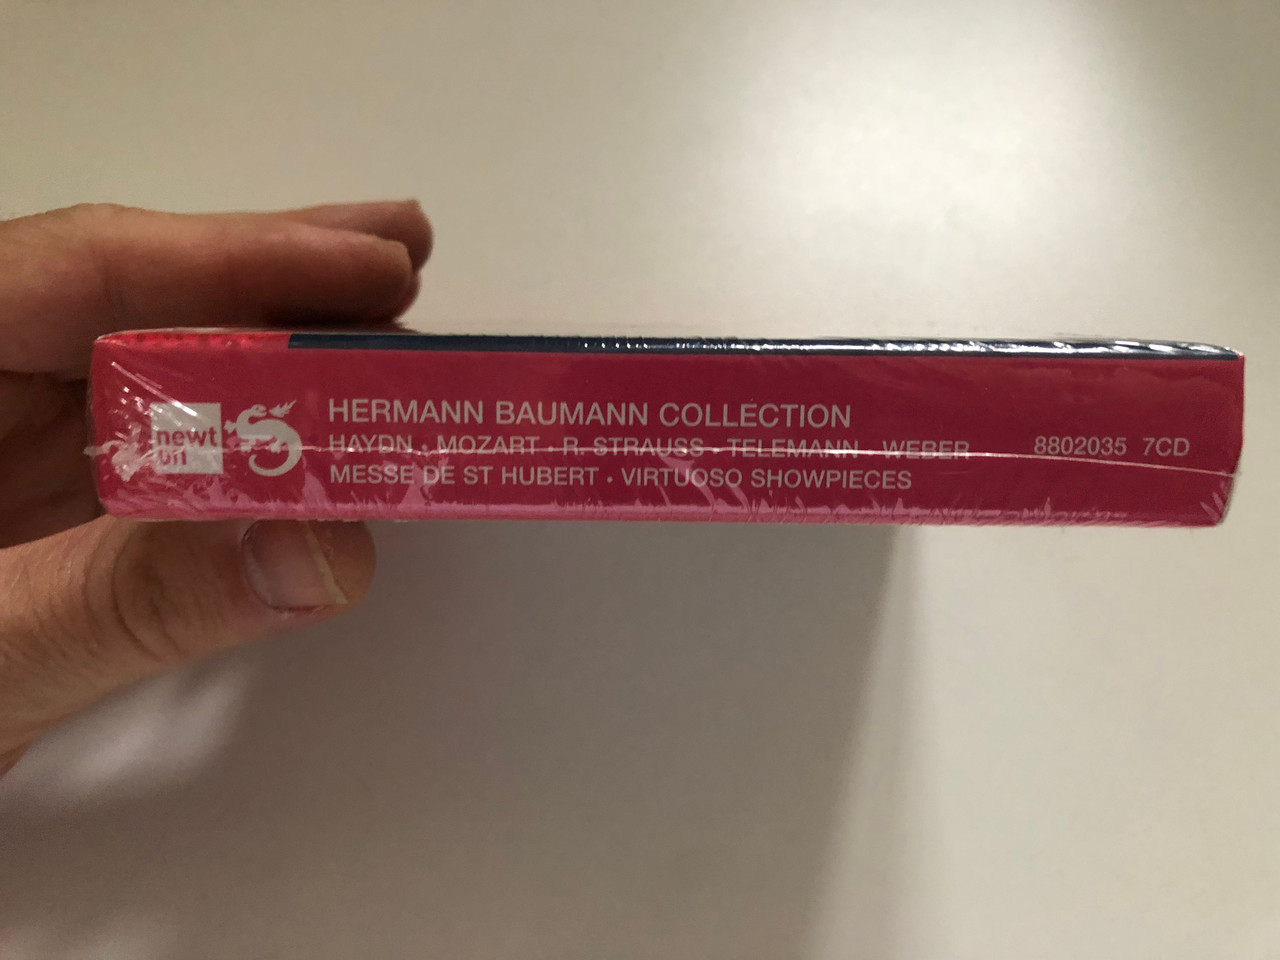 newt
on
HERMANN BAUMANN COLLECTION
HAYDN · MOZART · R. STRAUSS · TELEMANN · WEBER
MESSE DE ST HUBERT · VIRTUOSO SHOWPIECES
8802035 7CD